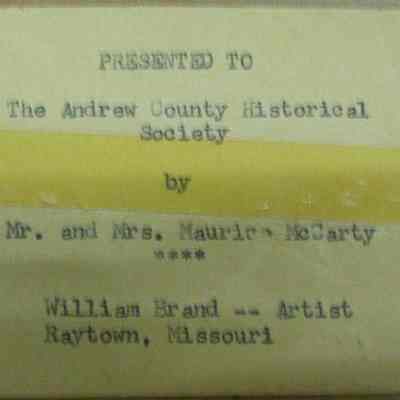 PRESENTED TO
The Andrew County Historical
Society
by
Mr. and Mrs. Maurice McCarty
****
William Brand -- Artist
Raytown, Missouri